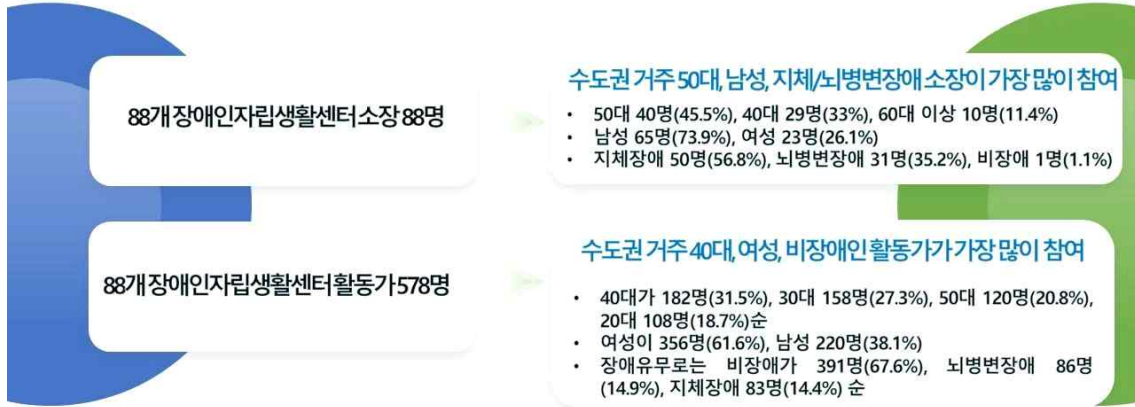 88개 장애인자립생활센터 소장 88명
수도권 거주 50대, 남성, 지체/뇌병변장애 소장이 가장 많이 참여
• 50대 40명(45.5%), 40대 29명(33%), 60대 이상 10명(11.4%)
• 남성 65명(73.9%), 여성 23명(26.1%)
• 지체장애 50명(56.8%), 뇌병변장애 31명(35.2%), 비장애 1명(1.1%)
88개 장애인자립생활센터 활동가 578명
수도권 거주 40대, 여성, 비장애인 활동가가 가장 많이 참여
• 40대가 182명(31.5%), 30대 158명(27.3%), 50대 120명(20.8%),
20대 108명(18.7%)순
• 여성이 356명(61.6%), 남성 220명(38.1%)
• 장애유무로는 비장애가 391명(67.6%), 뇌병변장애 86명
(14.9%), 지체장애 83명(14.4%) 순